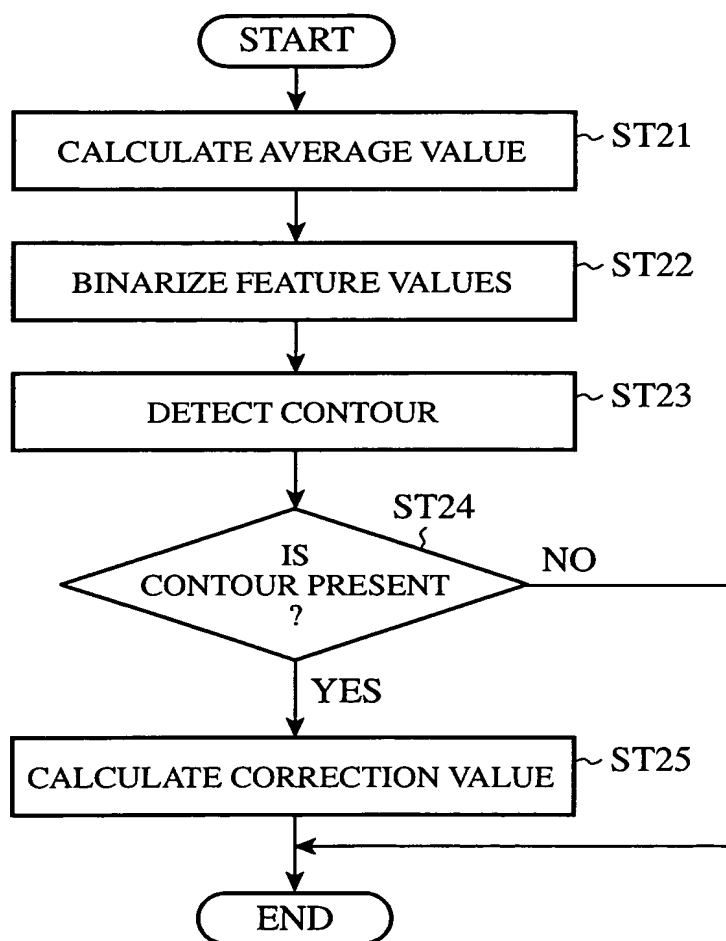 START
CALCULATE AVERAGE VALUE
ST21
BINARIZE FEATURE VALUES
ST22
DETECT CONTOUR
ST23
ST24
IS
CONTOUR PRESENT
?
NO
YES
CALCULATE CORRECTION VALUE
ST25
END